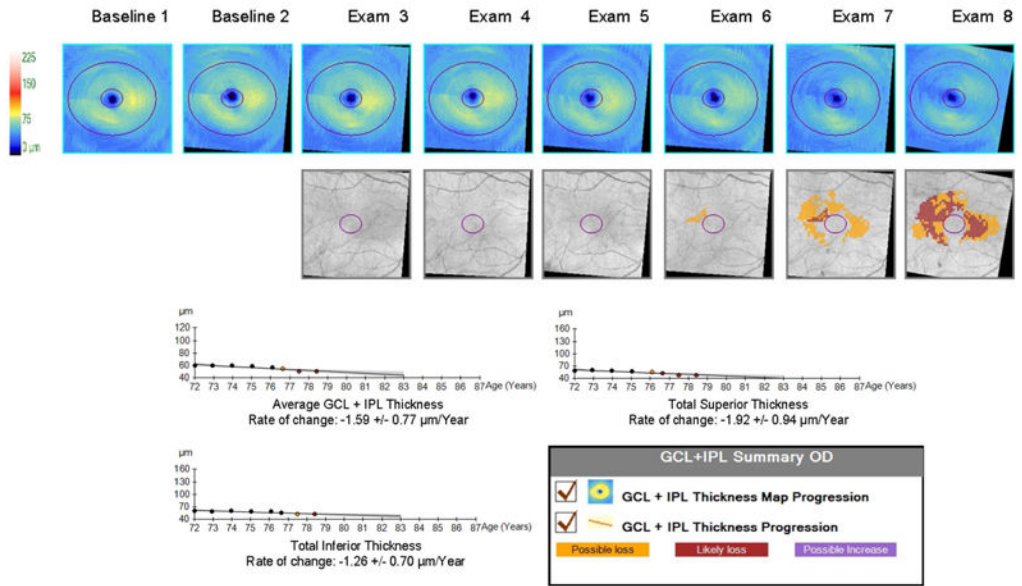 Baseline 1 Baseline 2 Exam 3 Exam 4 Exam 5 Exam 6 Exam 7 Exam 8
225
150
75
0 µm
µm
120
100
80
60
40
72 73 74 75 76 77 78 79 80 81 82 83 84 85 86 87 Age (Years)
Average GCL + IPL Thickness
Rate of change: -1.59 +/- 0.77 µm/Year
µm
160
130
100
70
40
72 73 74 75 76 77 78 79 80 81 82 83 84 85 86 87 Age (Years)
Total Superior Thickness
Rate of change: -1.92 +/- 0.94 µm/Year
µm
160
130
100
70
40
72 73 74 75 76 77 78 79 80 81 82 83 84 85 86 87 Age (Years)
Total Inferior Thickness
Rate of change: -1.26 +/- 0.70 µm/Year
GCL+IPL Summary OD
GCL + IPL Thickness Map Progression
GCL + IPL Thickness Progression
Possible loss Likely loss Possible Increase